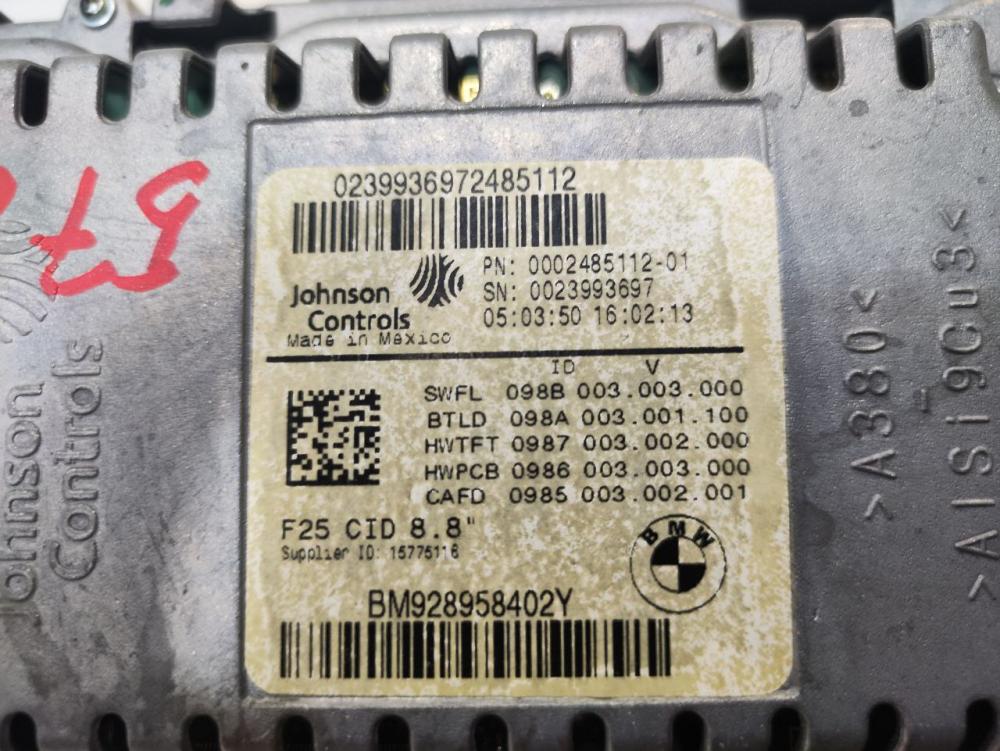 0239936972485112
Johnson
Controls
Made in Mexico
PN: 0002485112-01
SN: 0023993697
05:03:50 16:02:13
ID V
SWFL 098B 003.003.000
BTLD 098A 003.001.100
HWTFT 0987 003.002.000
HWPCB 0986 003.003.000
CAFD 0985 003.002.001
F25 CID 8.8"
Supplier ID: 15775116
BMW
BM928958402Y
Johnson
Controls
>A380<
>AlSi9Cu3<